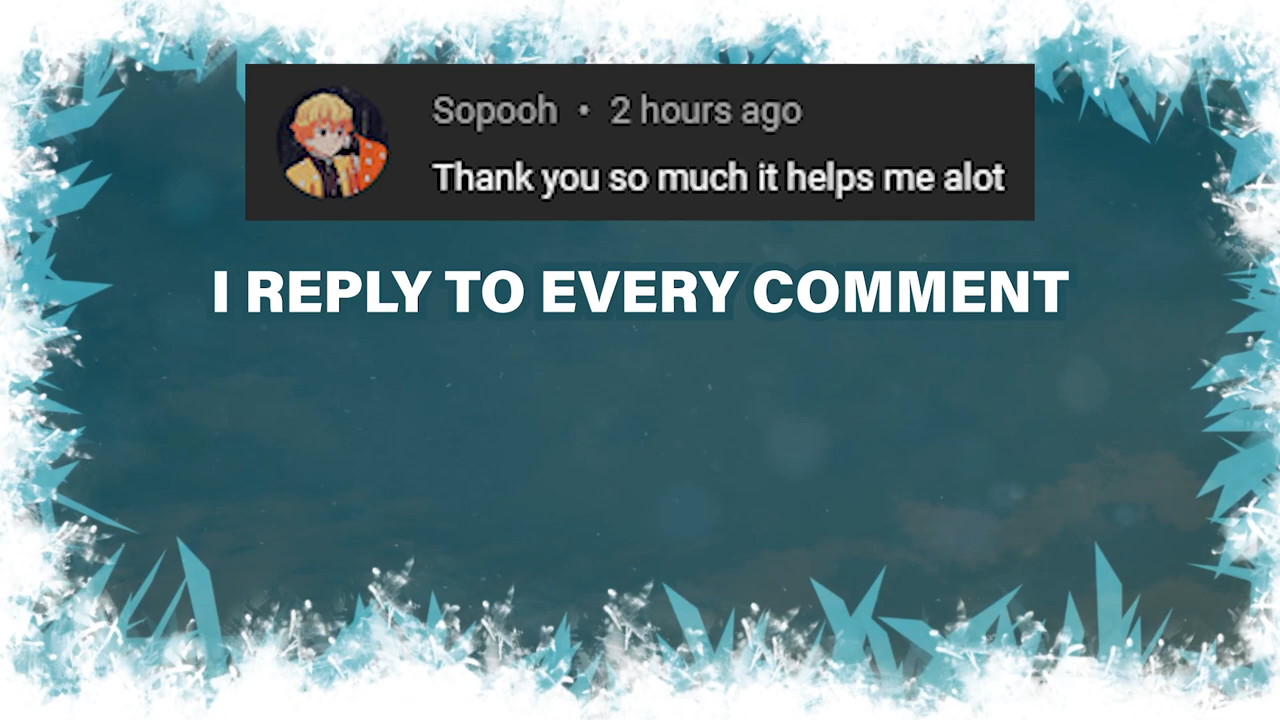 Sopooh • 2 hours ago
Thank you so much it helps me alot
I REPLY TO EVERY COMMENT